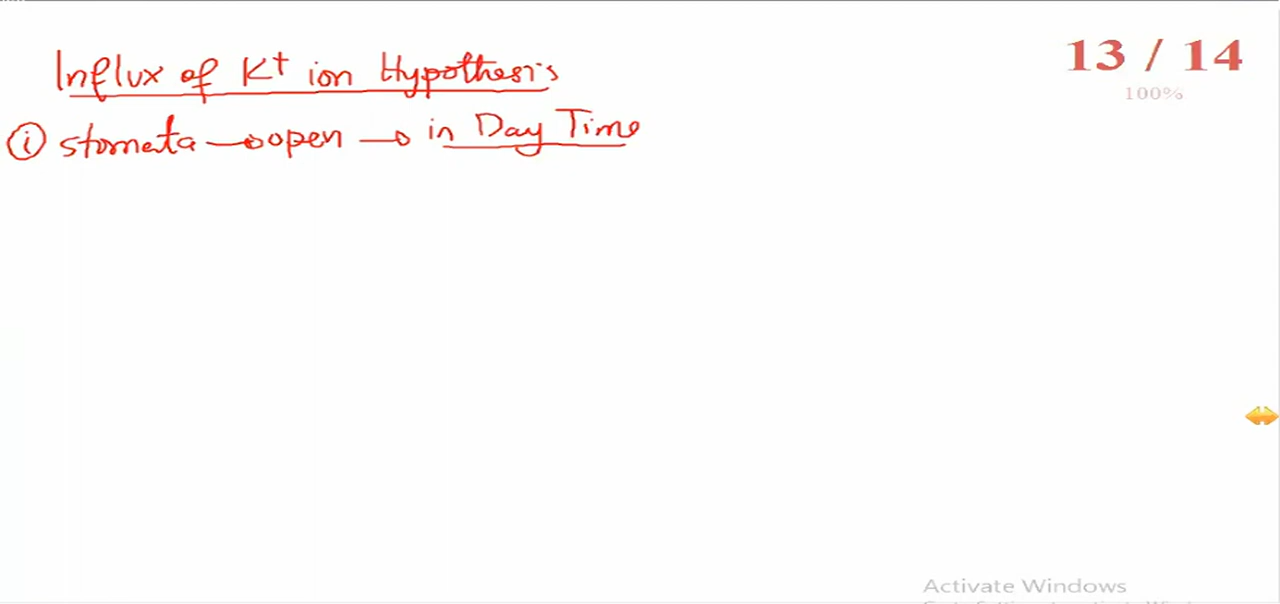 Influx of K+ ion Hypothesis
13 / 14
100%
i stomata → open → in Day Time
Activate Windows